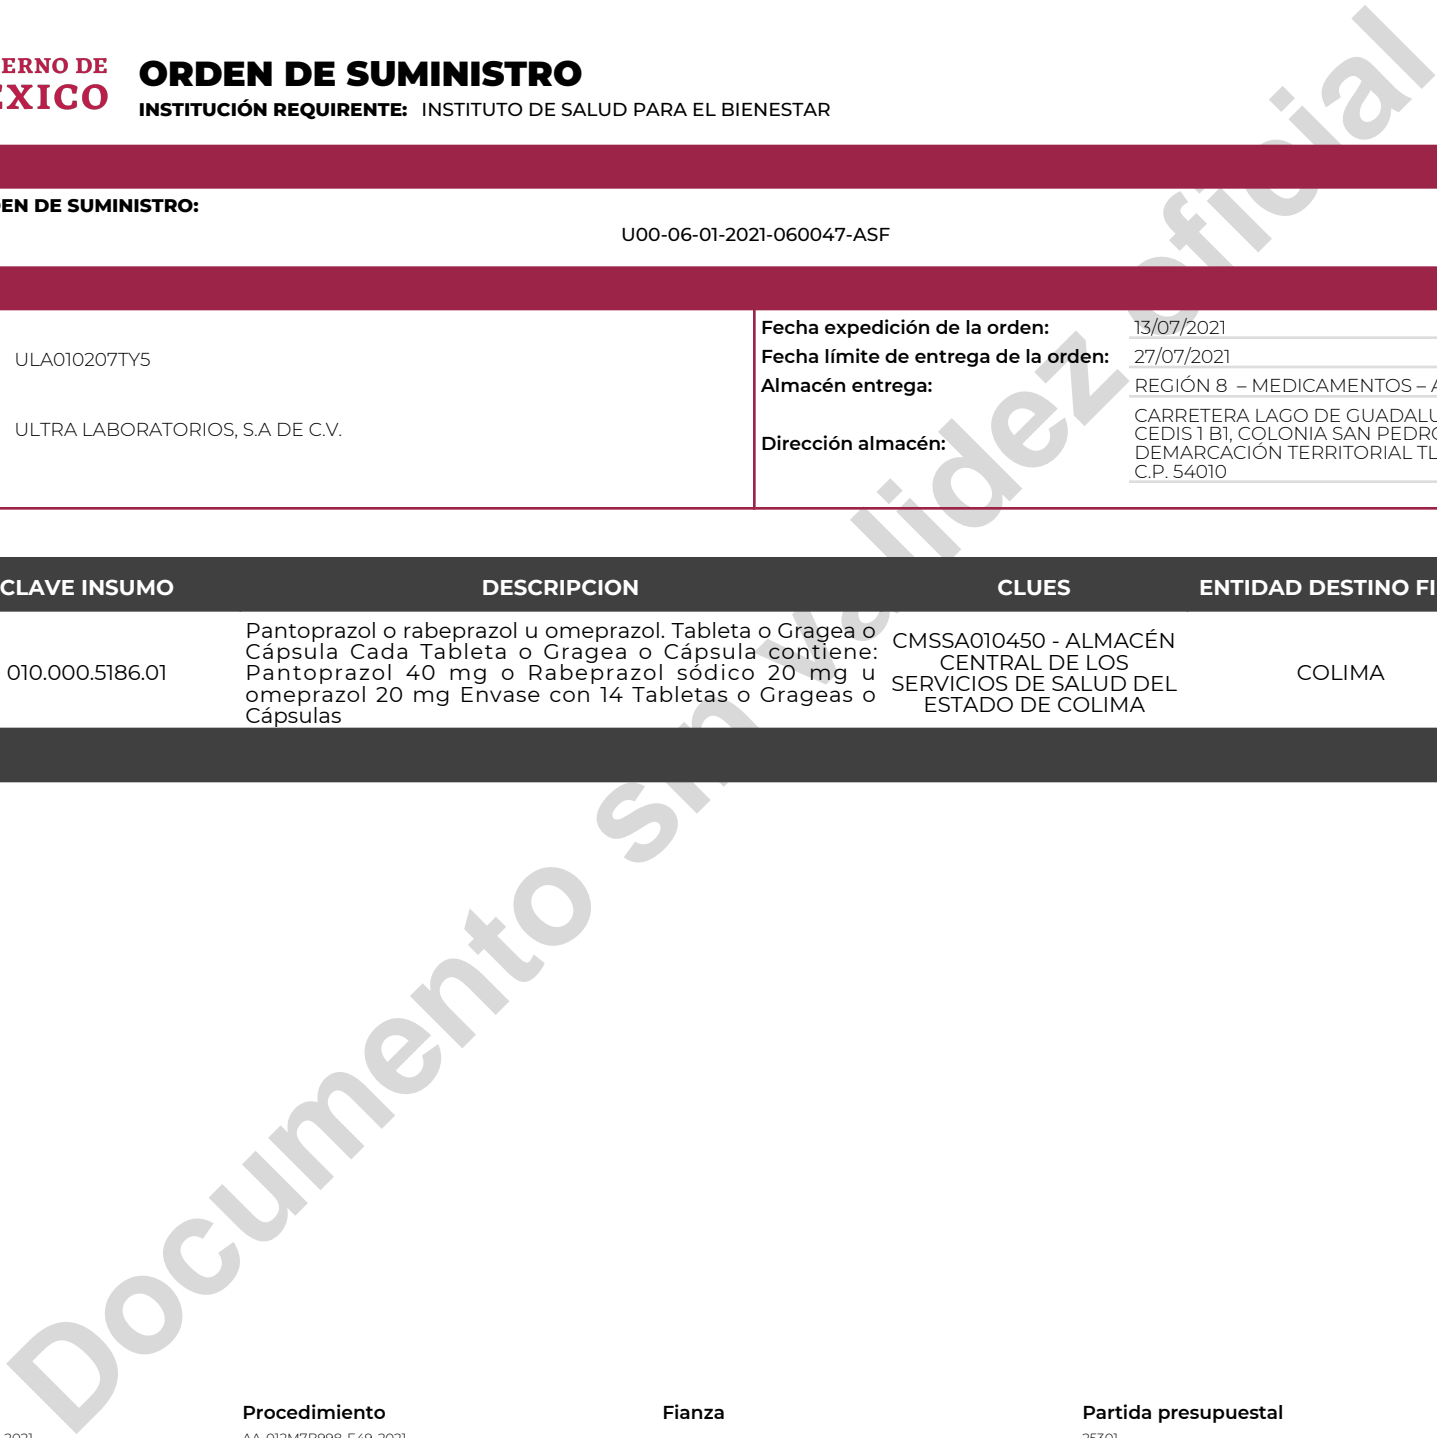 ERNO DE
ORDEN DE SUMINISTRO
INSTITUCIÓN REQUIRENTE: INSTITUTO DE SALUD PARA EL BIENESTAR
EN DE SUMINISTRO:
U00-06-01-2021-060047-ASF
ULA010207TY5
ULTRA LABORATORIOS, S.A DE C.V.
Fecha expedición de la orden: 13/07/2021
Fecha límite de entrega de la orden: 27/07/2021
Almacén entrega: REGIÓN 8 – MEDICAMENTOS – A
Dirección almacén:
CARRETERA LAGO DE GUADALU
CEDIS 1 B1, COLONIA SAN PEDRO
DEMARCACIÓN TERRITORIAL TL
C.P. 54010
CLAVE INSUMO DESCRIPCION CLUES ENTIDAD DESTINO FI
010.000.5186.01
Pantoprazol o rabeprazol u omeprazol. Tableta o Gragea o
Cápsula Cada Tableta o Gragea o Cápsula contiene:
Pantoprazol 40 mg o Rabeprazol sódico 20 mg u
omeprazol 20 mg Envase con 14 Tabletas o Grageas o
Cápsulas
CMSSA010450 - ALMACÉN
CENTRAL DE LOS
SERVICIOS DE SALUD DEL
ESTADO DE COLIMA
COLIMA
Documento sin validez oficial
Procedimiento Fianza Partida presupuestal